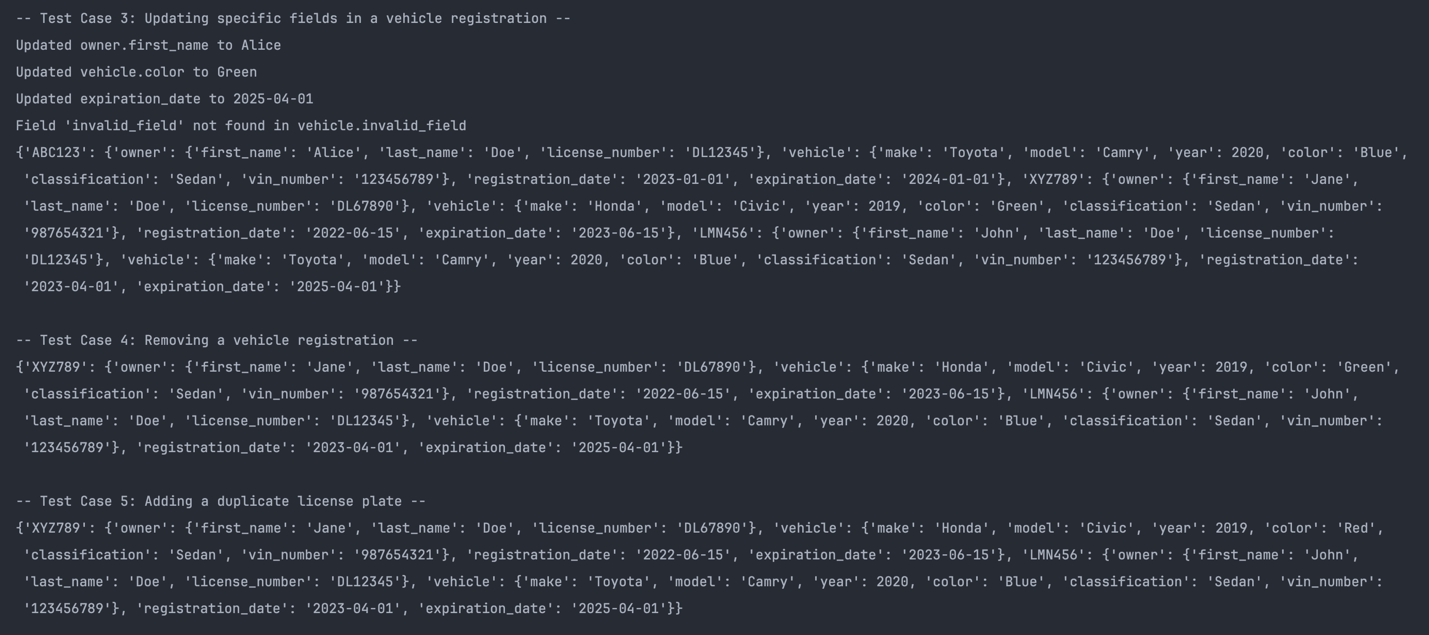 -- Test Case 3: Updating specific fields in a vehicle registration --
Updated owner.first_name to Alice
Updated vehicle.color to Green
Updated expiration_date to 2025-04-01
Field 'invalid_field' not found in vehicle.invalid_field
{'ABC123': {'owner': {'first_name': 'Alice', 'last_name': 'Doe', 'license_number': 'DL12345'}, 'vehicle': {'make': 'Toyota', 'model': 'Camry', 'year': 2020, 'color': 'Blue',
'classification': 'Sedan', 'vin_number': '123456789'}, 'registration_date': '2023-01-01', 'expiration_date': '2024-01-01'}, 'XYZ789': {'owner': {'first_name': 'Jane',
'last_name': 'Doe', 'license_number': 'DL67890'}, 'vehicle': {'make': 'Honda', 'model': 'Civic', 'year': 2019, 'color': 'Green', 'classification': 'Sedan', 'vin_number':
'987654321'}, 'registration_date': '2022-06-15', 'expiration_date': '2023-06-15'}, 'LMN456': {'owner': {'first_name': 'John', 'last_name': 'Doe', 'license_number':
'DL12345'}, 'vehicle': {'make': 'Toyota', 'model': 'Camry', 'year': 2020, 'color': 'Blue', 'classification': 'Sedan', 'vin_number': '123456789'}, 'registration_date':
'2023-04-01', 'expiration_date': '2025-04-01'}}
-- Test Case 4: Removing a vehicle registration --
{'XYZ789': {'owner': {'first_name': 'Jane', 'last_name': 'Doe', 'license_number': 'DL67890'}, 'vehicle': {'make': 'Honda', 'model': 'Civic', 'year': 2019, 'color': 'Green',
'classification': 'Sedan', 'vin_number': '987654321'}, 'registration_date': '2022-06-15', 'expiration_date': '2023-06-15'}, 'LMN456': {'owner': {'first_name': 'John',
'last_name': 'Doe', 'license_number': 'DL12345'}, 'vehicle': {'make': 'Toyota', 'model': 'Camry', 'year': 2020, 'color': 'Blue', 'classification': 'Sedan', 'vin_number':
'123456789'}, 'registration_date': '2023-04-01', 'expiration_date': '2025-04-01'}}
-- Test Case 5: Adding a duplicate license plate --
{'XYZ789': {'owner': {'first_name': 'Jane', 'last_name': 'Doe', 'license_number': 'DL67890'}, 'vehicle': {'make': 'Honda', 'model': 'Civic', 'year': 2019, 'color': 'Red',
'classification': 'Sedan', 'vin_number': '987654321'}, 'registration_date': '2022-06-15', 'expiration_date': '2023-06-15'}, 'LMN456': {'owner': {'first_name': 'John',
'last_name': 'Doe', 'license_number': 'DL12345'}, 'vehicle': {'make': 'Toyota', 'model': 'Camry', 'year': 2020, 'color': 'Blue', 'classification': 'Sedan', 'vin_number':
'123456789'}, 'registration_date': '2023-04-01', 'expiration_date': '2025-04-01'}}